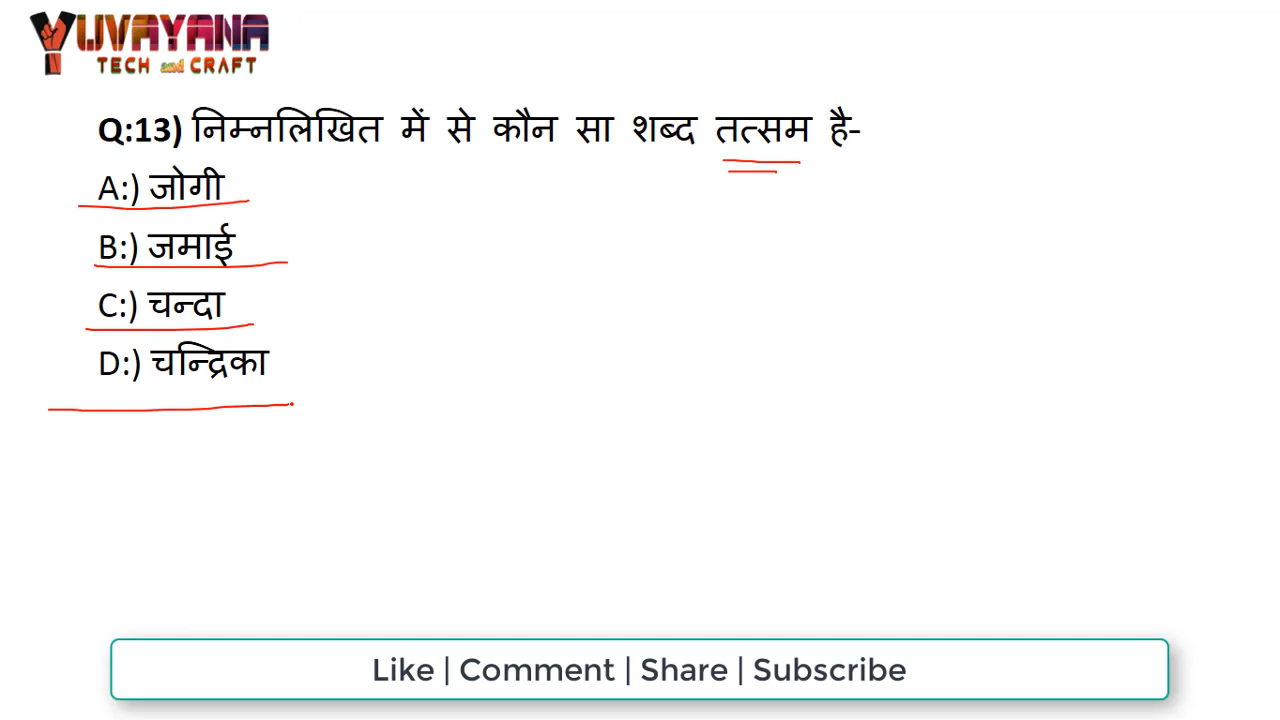 YUVAYANA
TECH and CRAFT
Q:13) निम्नलिखित में से कौन सा शब्द तत्सम है-
A:) जोगी
B:) जमाई
C:) चन्दा
D:) चन्द्रिका
Like | Comment | Share | Subscribe